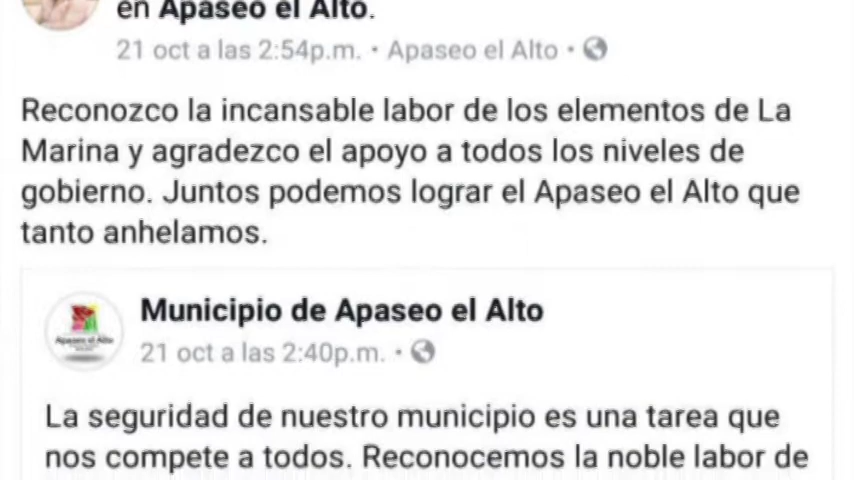 en Apaseo el Alto.
21 oct a las 2:54p.m. • Apaseo el Alto •
Reconozco la incansable labor de los elementos de La
Marina y agradezco el apoyo a todos los niveles de
gobierno. Juntos podemos lograr el Apaseo el Alto que
tanto anhelamos.
Municipio de Apaseo el Alto
Apaseo el Alto
21 oct a las 2:40p.m. •
La seguridad de nuestro municipio es una tarea que
nos compete a todos. Reconocemos la noble labor de